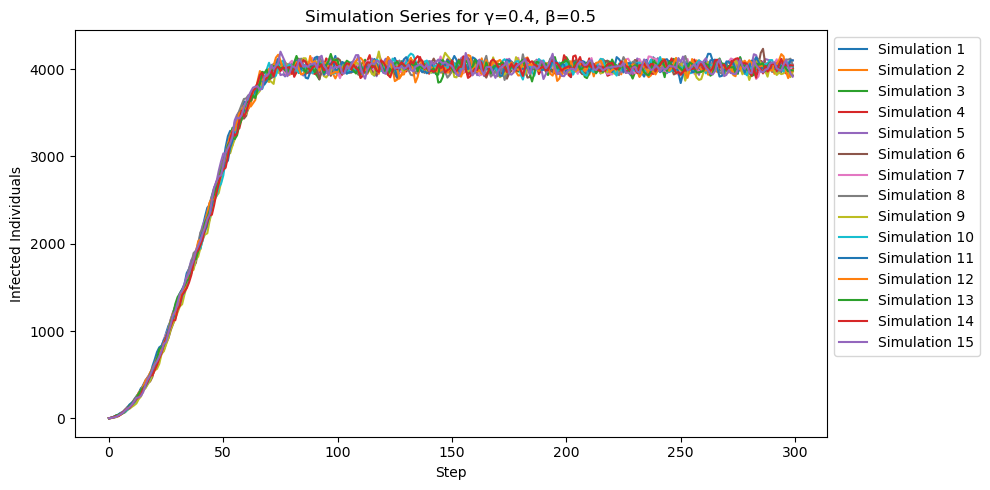 Simulation Series for γ=0.4, β=0.5
Infected Individuals
4000
3000
2000
1000
0
0 50 100 150 200 250 300
Step
Simulation 1
Simulation 2
Simulation 3
Simulation 4
Simulation 5
Simulation 6
Simulation 7
Simulation 8
Simulation 9
Simulation 10
Simulation 11
Simulation 12
Simulation 13
Simulation 14
Simulation 15